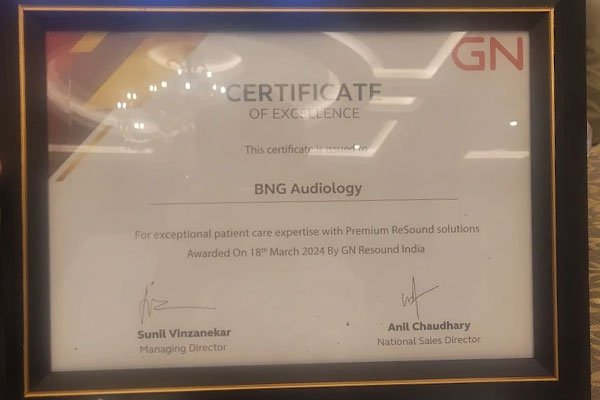 GN
CERTIFICATE
OF EXCELLENCE
This certificate is issued to
BNG Audiology
For exceptional patient care expertise with Premium ReSound solutions
Awarded On 18th March 2024 By GN Resound India
Sunil Vinzanekar
Managing Director
Anil Chaudhary
National Sales Director